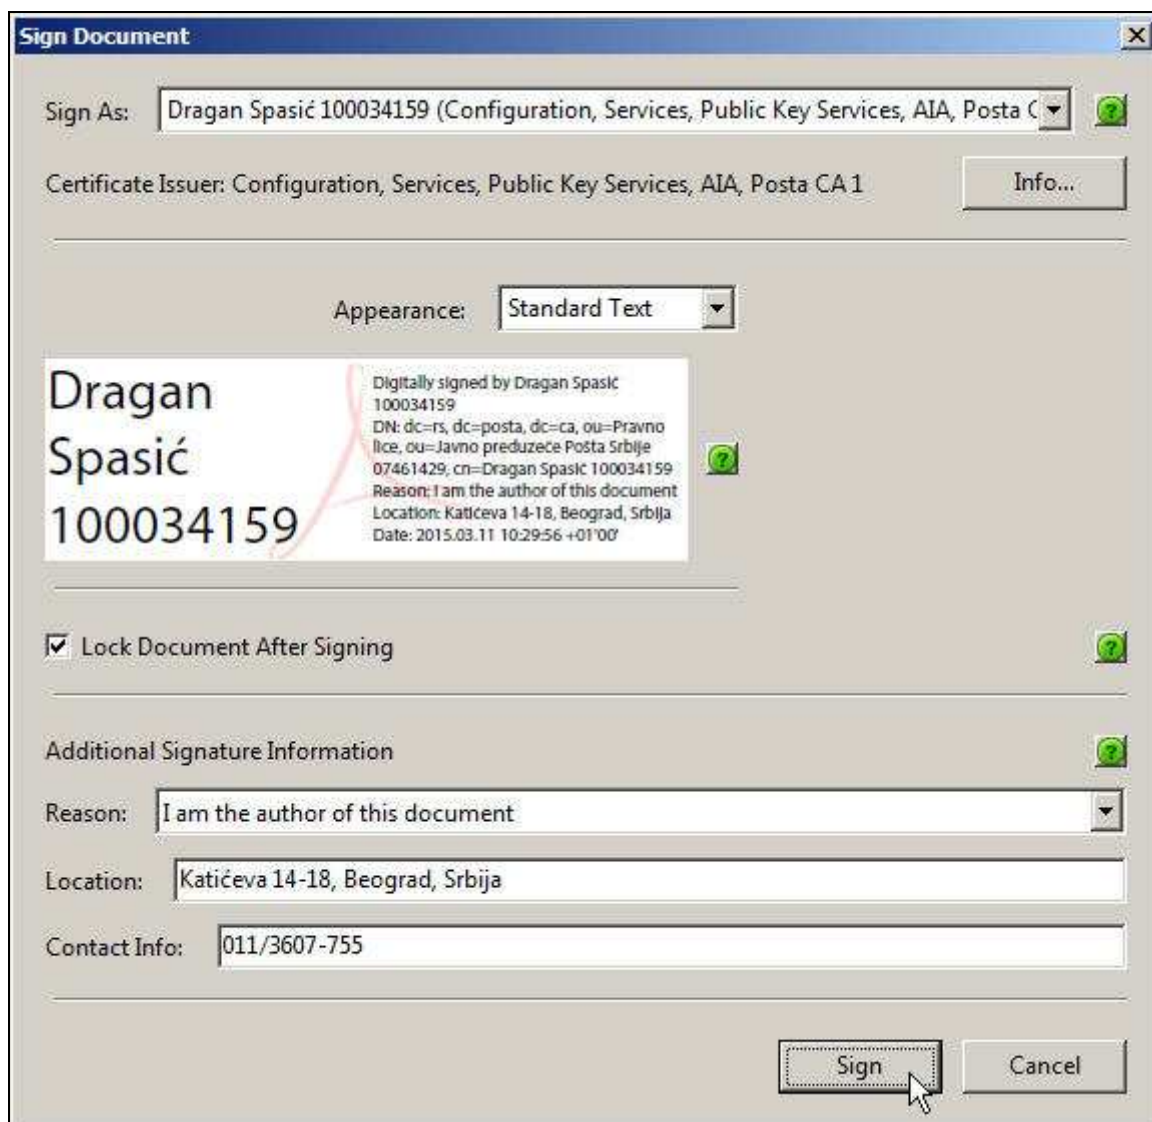 Sign Document
Sign As: Dragan Spasić 100034159 (Configuration, Services, Public Key Services, AIA, Posta C
Certificate Issuer: Configuration, Services, Public Key Services, AIA, Posta CA 1
Info...
Appearance: Standard Text
Dragan
Spasić
100034159
Digitally signed by Dragan Spasić
100034159
DN: dc=rs, dc=posta, dc=ca, ou=Pravno
lice, ou=Javno preduzeće Pošta Srbije
07461429, cn=Dragan Spasić 100034159
Reason: I am the author of this document
Location: Katićeva 14-18, Beograd, Srbija
Date: 2015.03.11 10:29:56 +01'00'
Lock Document After Signing
Additional Signature Information
Reason: I am the author of this document
Location: Katićeva 14-18, Beograd, Srbija
Contact Info: 011/3607-755
Sign
Cancel